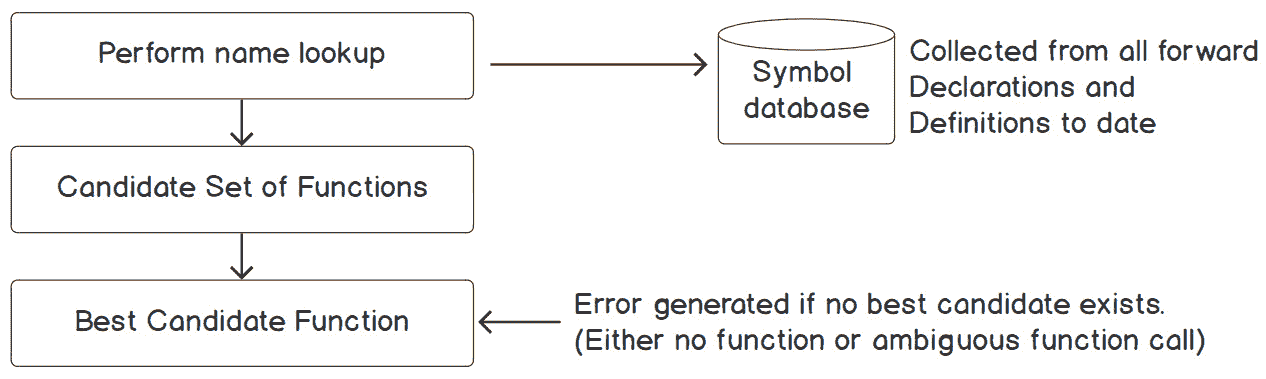 Perform name lookup
Symbol
database
Collected from all forward
Declarations and
Definitions to date
Candidate Set of Functions
Best Candidate Function
Error generated if no best candidate exists.
(Either no function or ambiguous function call)